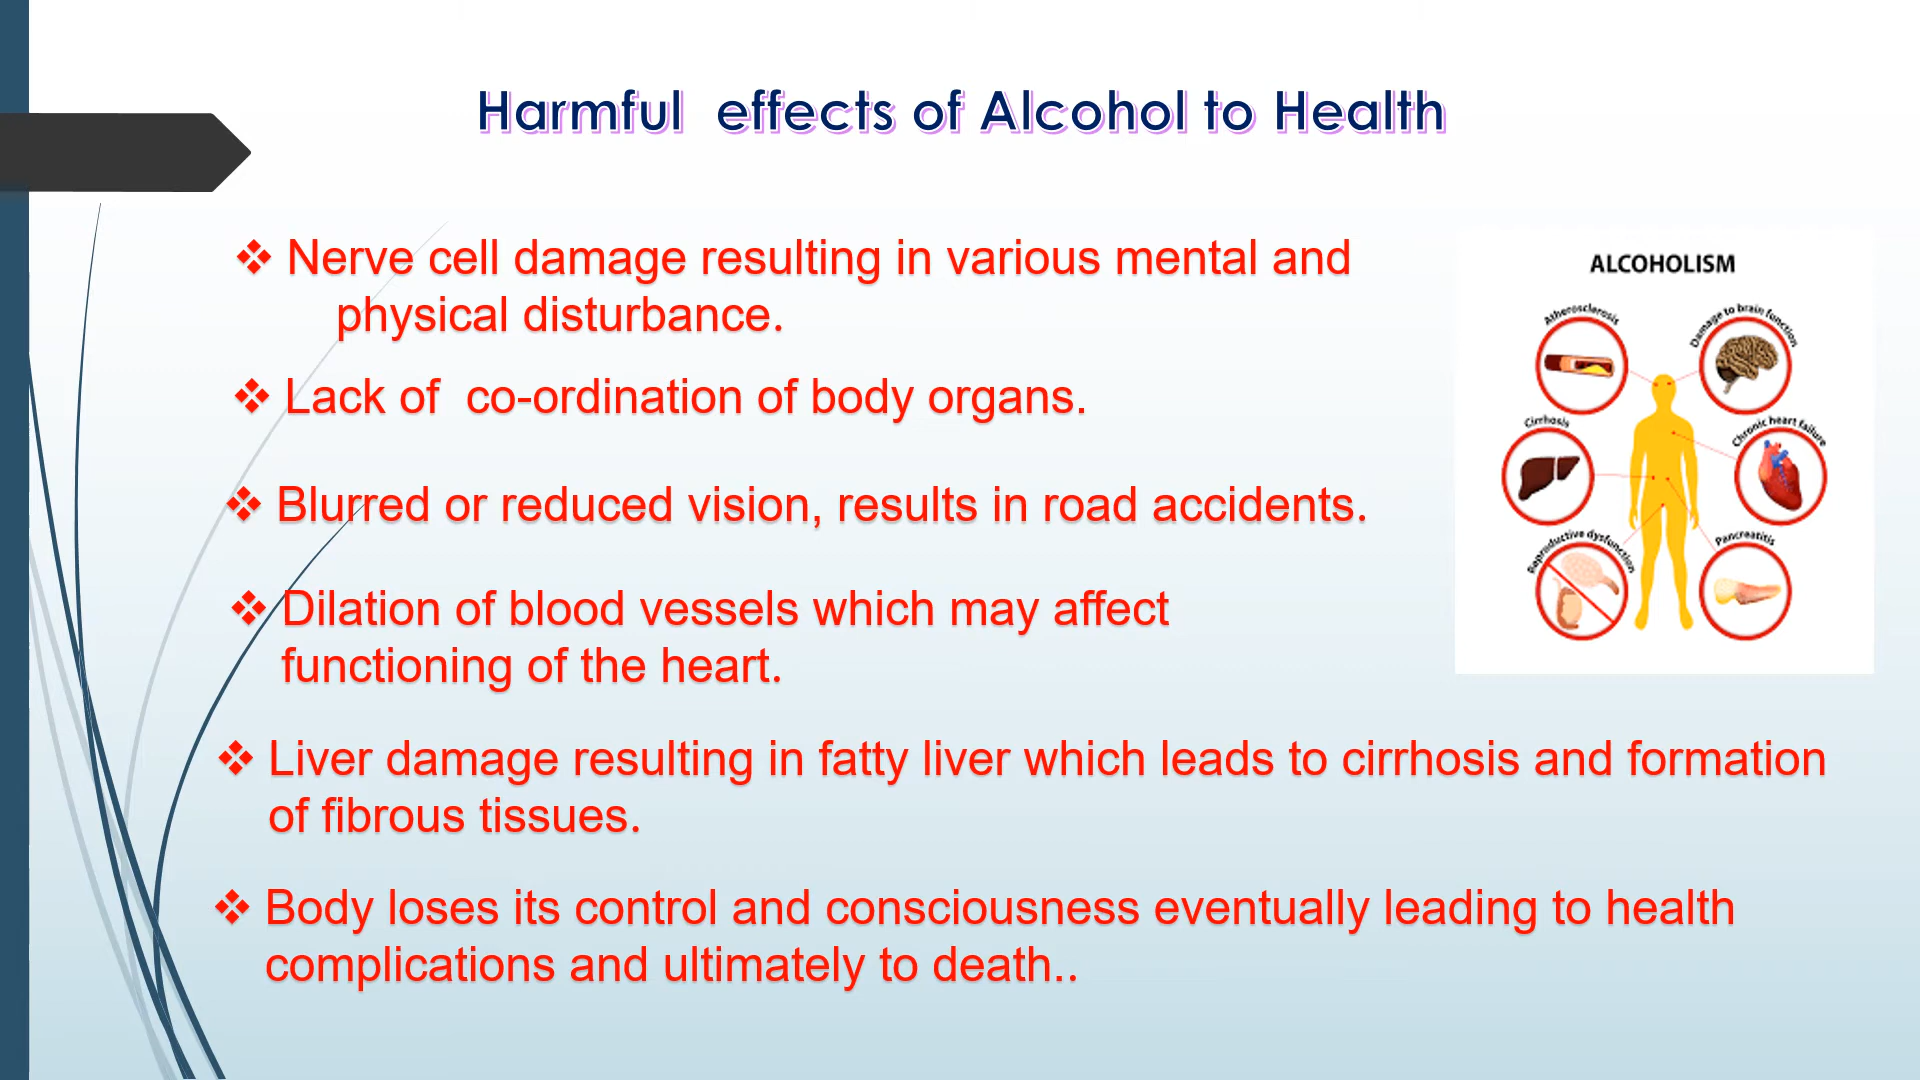 Harmful  effects of Alcohol to Health
❖ Nerve cell damage resulting in various mental and
physical disturbance.
❖ Lack of  co-ordination of body organs.
❖ Blurred or reduced vision, results in road accidents.
❖ Dilation of blood vessels which may affect
functioning of the heart.
❖ Liver damage resulting in fatty liver which leads to cirrhosis and formation
of fibrous tissues.
❖ Body loses its control and consciousness eventually leading to health
complications and ultimately to death..
ALCOHOLISM
Atherosclerosis
Damage to brain function
Cirrhosis
Chronic heart failure
Reproductive dysfunction
Pancreatitis